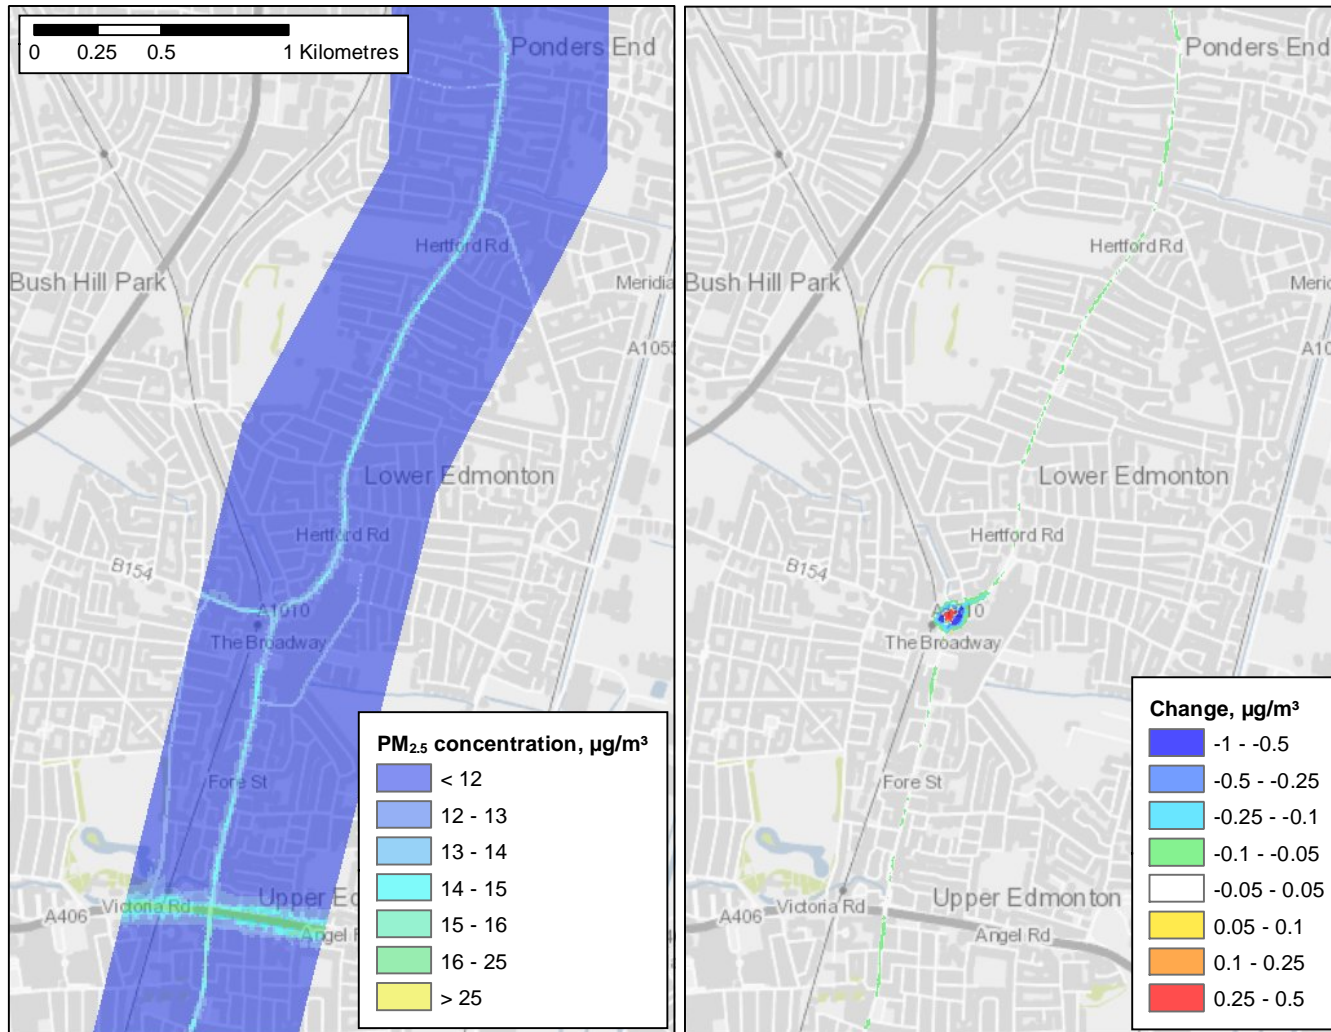 0 0.25 0.5 1 Kilometres
Ponders End
Hertford Rd
Bush Hill Park
Meridia
A1055
Lower Edmonton
Hertford Rd
B154
A1010
The Broadway
Fore St
Upper Ed
Victoria Rd
A406
Angel R
PM2.5 concentration, µg/m³
< 12
12 - 13
13 - 14
14 - 15
15 - 16
16 - 25
> 25
Ponders End
Hertford Rd
Bush Hill Park
Meric
A10
Lower Edmonton
Hertford Rd
B154
The Broadway
Fore St
Upper Edmonton
Victoria Rd
A406
Angel Rd
Change, µg/m³
-1 - -0.5
-0.5 - -0.25
-0.25 - -0.1
-0.1 - -0.05
-0.05 - 0.05
0.05 - 0.1
0.1 - 0.25
0.25 - 0.5